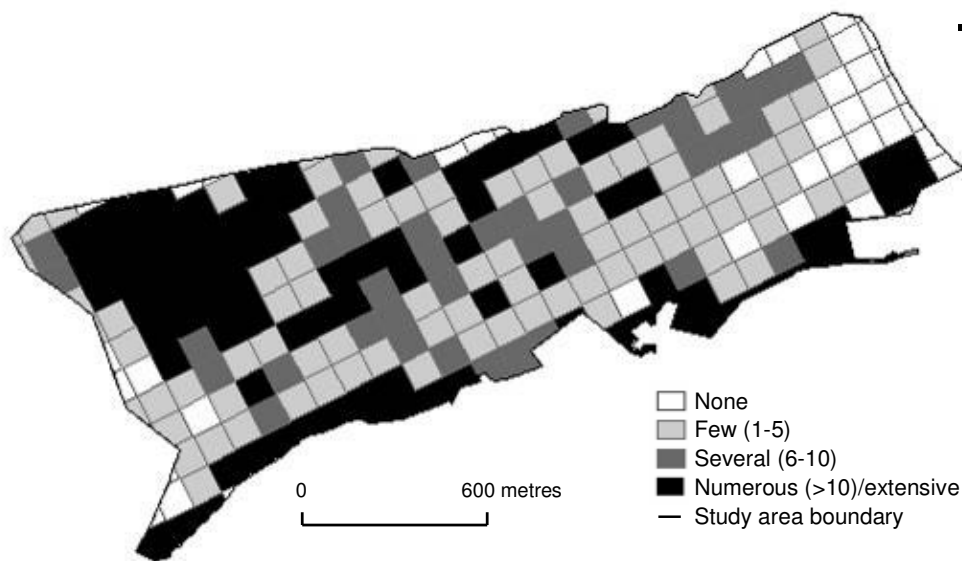 None
Few (1-5)
Several (6-10)
0 600 metres
Numerous (>10)/extensive
Study area boundary